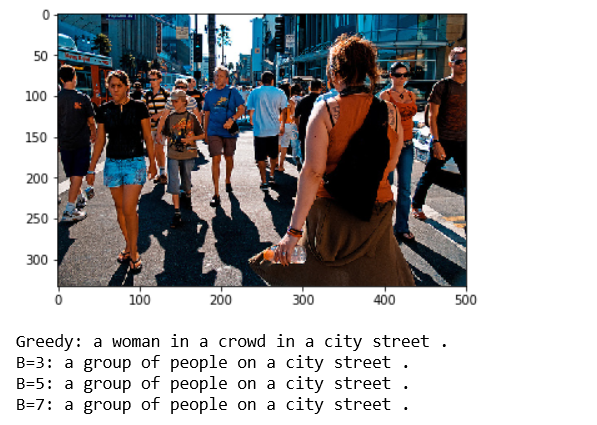 0
50
100
150
200
250
300
0 100 200 300 400 500
Greedy: a woman in a crowd in a city street .
B=3: a group of people on a city street .
B=5: a group of people on a city street .
B=7: a group of people on a city street .